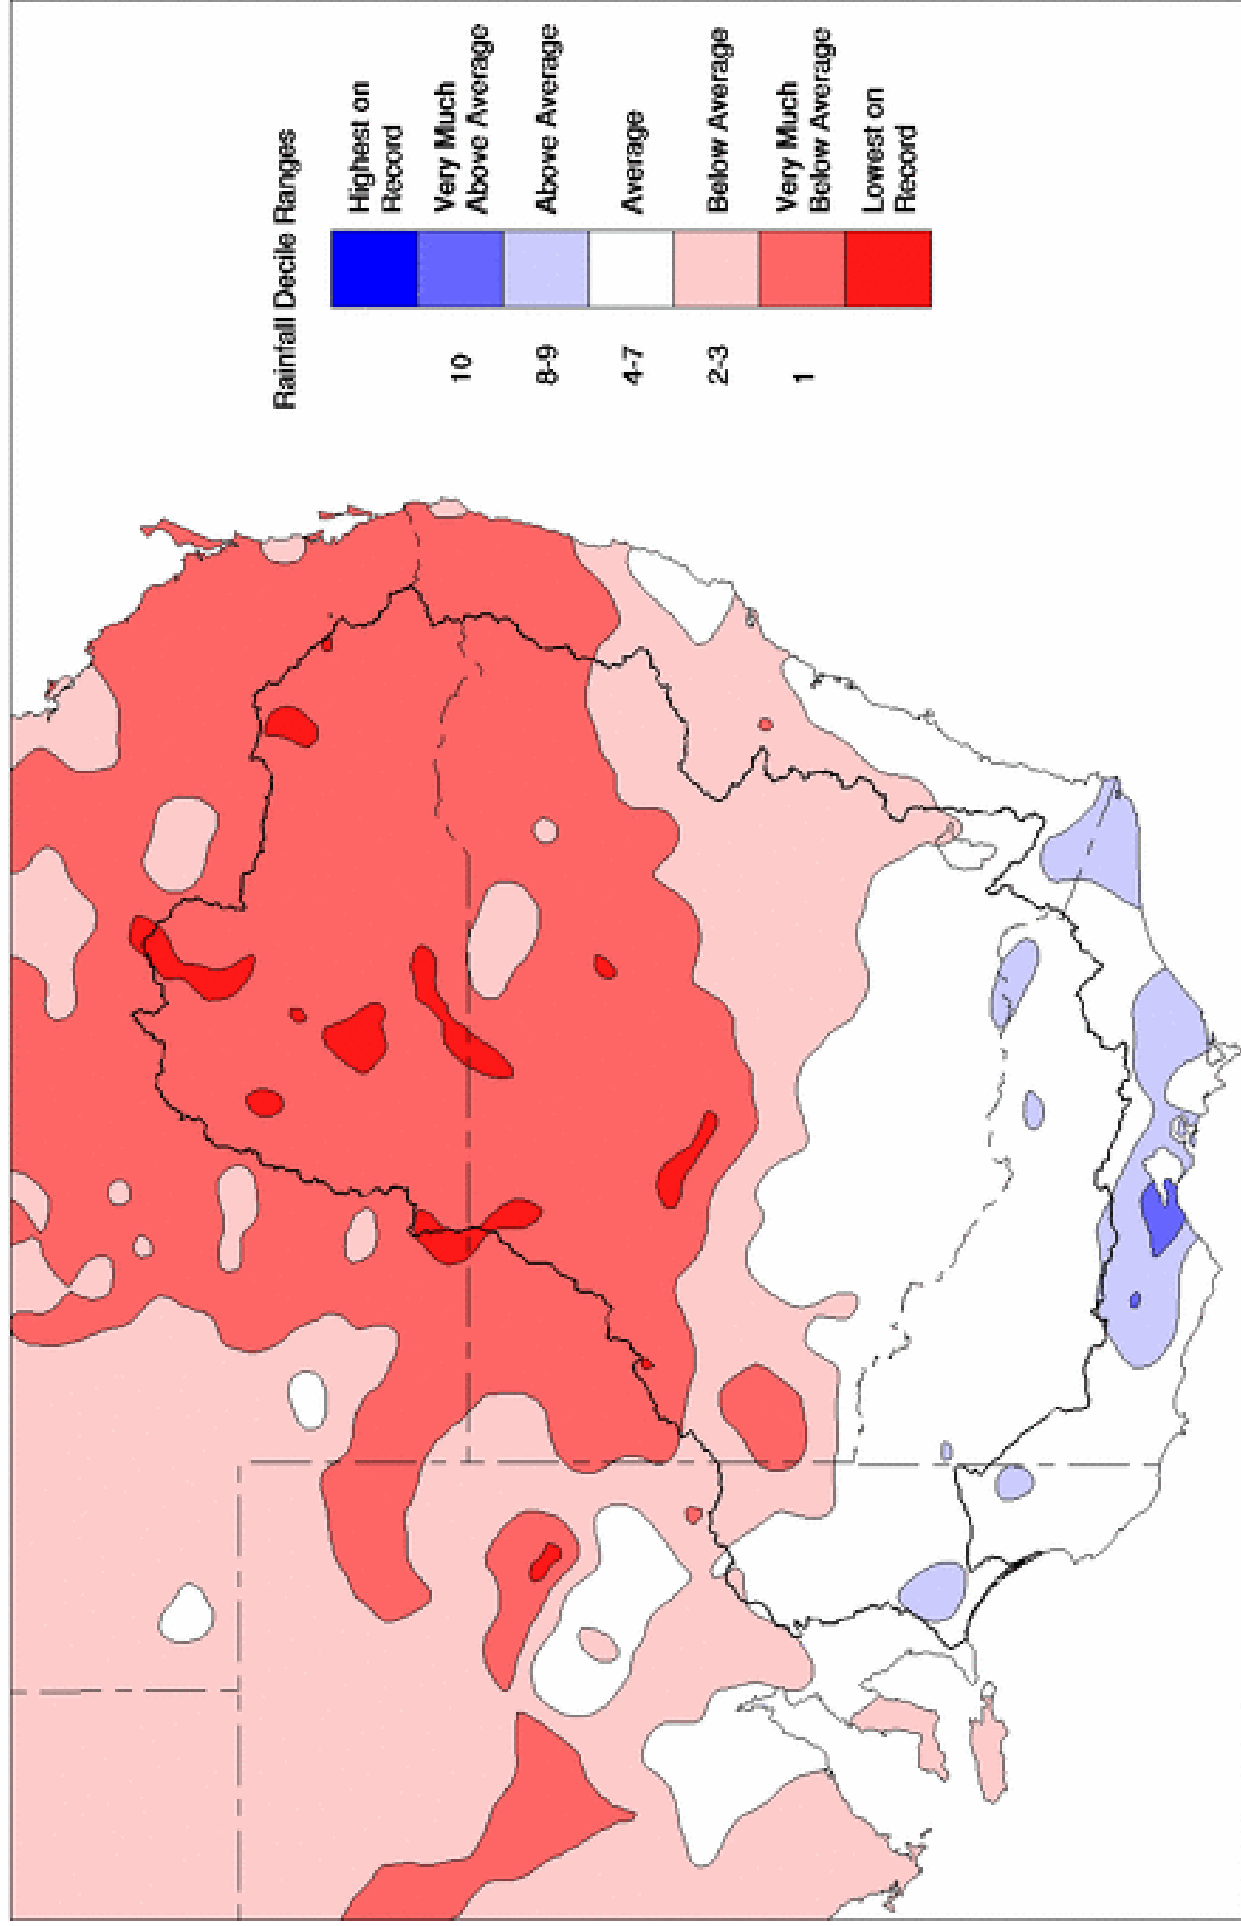 Rainfall Decile Ranges
Highest on
Record
10
Very Much
Above Average
8-9
Above Average
4-7
Average
2-3
Below Average
1
Very Much
Below Average
Lowest on
Record